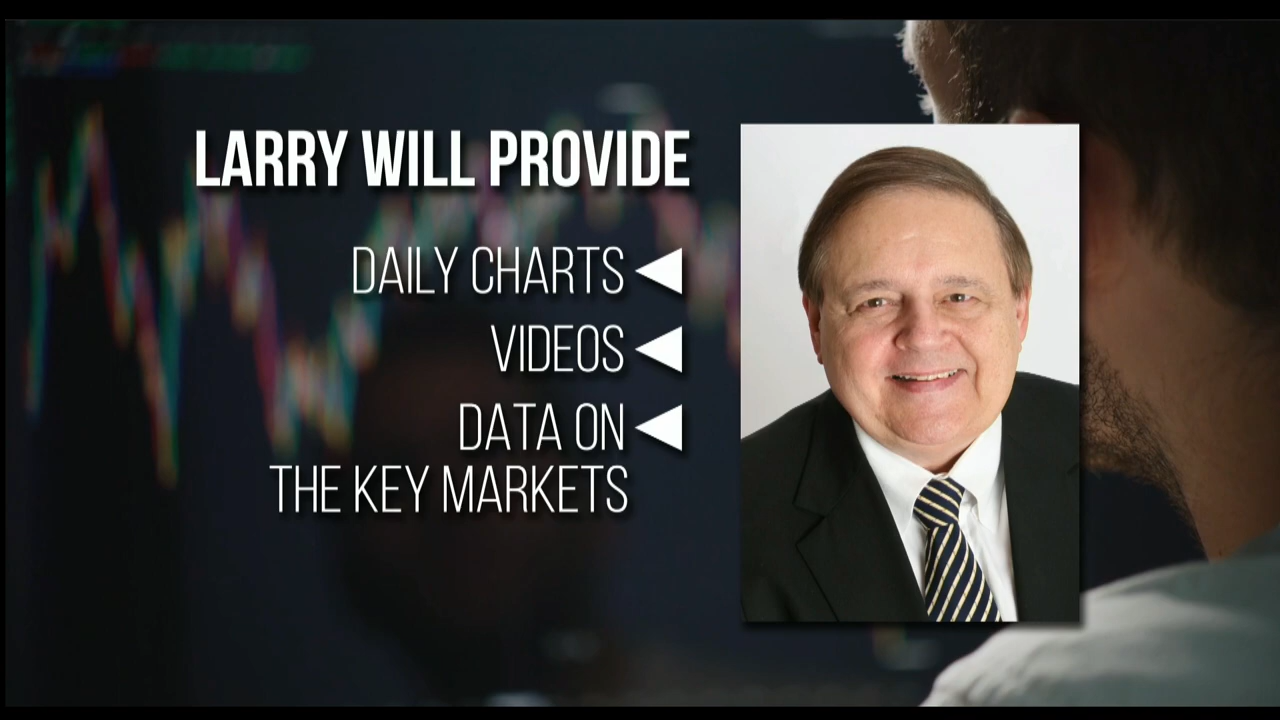 LARRY WILL PROVIDE
DAILY CHARTS
VIDEOS
DATA ON
THE KEY MARKETS